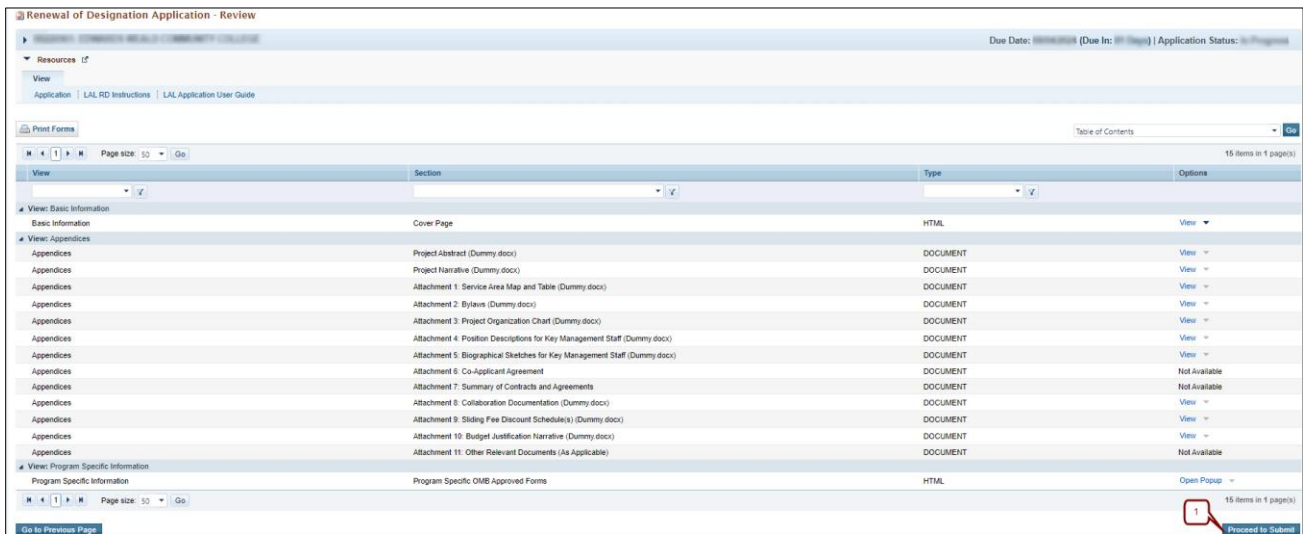 Renewal of Designation Application - Review
Due Date: (Due In: ) | Application Status:
Resources
View
Application LAL RD Instructions LAL Application User Guide
Print Forms
Table of Contents Go
1 Page size: 50 Go 15 items in 1 page(s)
View Section Type Options
View: Basic Information
Basic Information Cover Page HTML View
View: Appendices
Appendices Project Abstract (Dummy.docx) DOCUMENT View
Appendices Project Narrative (Dummy.docx) DOCUMENT View
Appendices Attachment 1: Service Area Map and Table (Dummy.docx) DOCUMENT View
Appendices Attachment 2: Bylaws (Dummy.docx) DOCUMENT View
Appendices Attachment 3: Project Organization Chart (Dummy.docx) DOCUMENT View
Appendices Attachment 4: Position Descriptions for Key Management Staff (Dummy.docx) DOCUMENT View
Appendices Attachment 5: Biographical Sketches for Key Management Staff (Dummy.docx) DOCUMENT View
Appendices Attachment 6: Co-Applicant Agreement DOCUMENT Not Available
Appendices Attachment 7: Summary of Contracts and Agreements DOCUMENT Not Available
Appendices Attachment 8: Collaboration Documentation (Dummy.docx) DOCUMENT View
Appendices Attachment 9: Sliding Fee Discount Schedule(s) (Dummy.docx) DOCUMENT View
Appendices Attachment 10: Budget Justification Narrative (Dummy.docx) DOCUMENT View
Appendices Attachment 11: Other Relevant Documents (As Applicable) DOCUMENT Not Available
View: Program Specific Information
Program Specific Information Program Specific OMB Approved Forms HTML Open Popup
1 Page size: 50 Go 15 items in 1 page(s)
1
Go to Previous Page Proceed to Submit